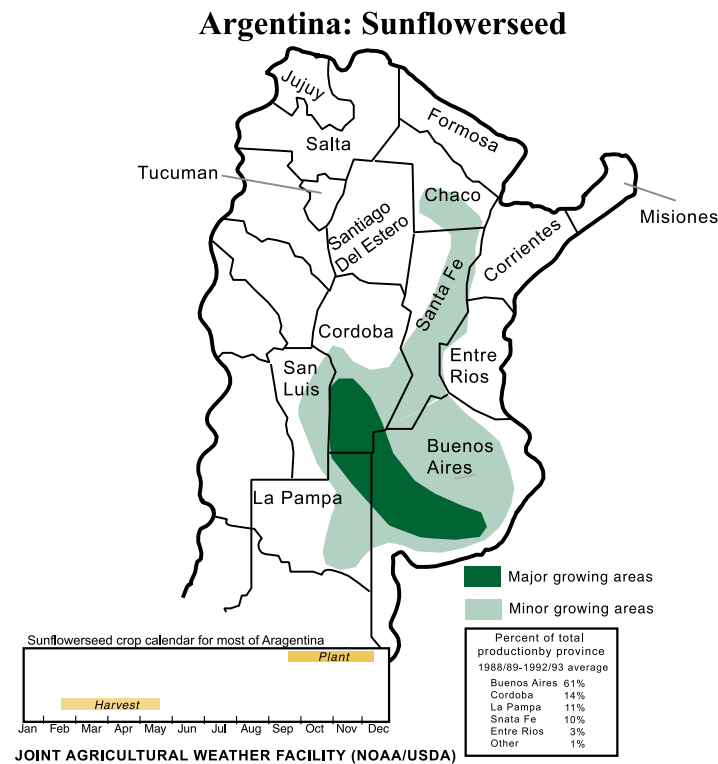 Argentina: Sunflowerseed
Jujuy
Formosa
Salta
Tucuman
Chaco
Misiones
Santiago
Del Estero
Corrientes
Santa Fe
Cordoba
Entre
Rios
San
Luis
Buenos
Aires
La Pampa
Major growing areas
Minor growing areas
Sunflowerseed crop calendar for most of Aragentina
Plant
Harvest
Jan Feb Mar Apr May Jun Jul Aug Sep Oct Nov Dec
Percent of total
productionby province
1988/89-1992/93 average
Buenos Aires 61%
Cordoba 14%
La Pampa 11%
Snata Fe 10%
Entre Rios 3%
Other 1%
JOINT AGRICULTURAL WEATHER FACILITY (NOAA/USDA)